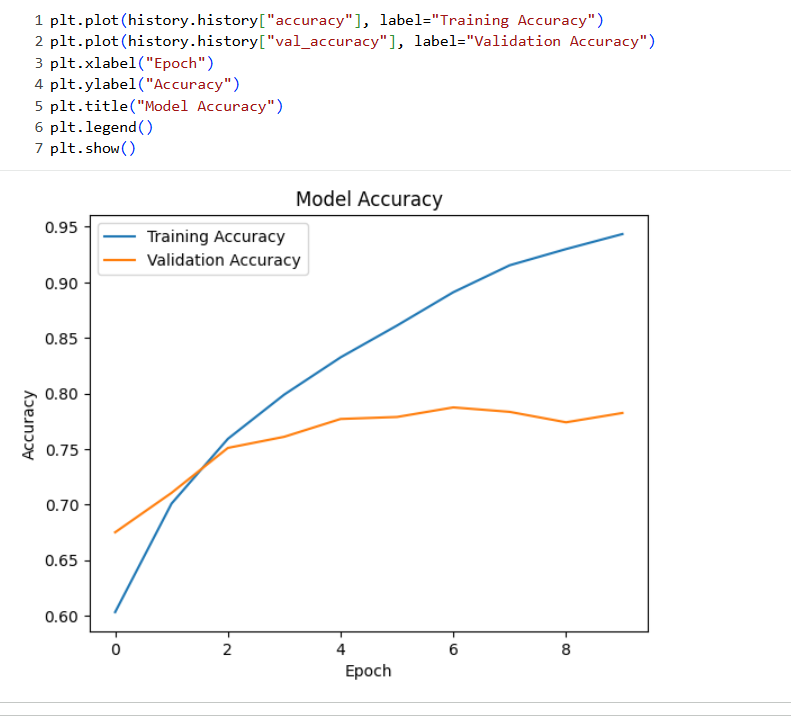 1 plt.plot(history.history["accuracy"], label="Training Accuracy")
2 plt.plot(history.history["val_accuracy"], label="Validation Accuracy")
3 plt.xlabel("Epoch")
4 plt.ylabel("Accuracy")
5 plt.title("Model Accuracy")
6 plt.legend()
7 plt.show()
Model Accuracy
Training Accuracy
Validation Accuracy
0.95
0.90
0.85
0.80
0.75
0.70
0.65
0.60
Accuracy
0 2 4 6 8
Epoch